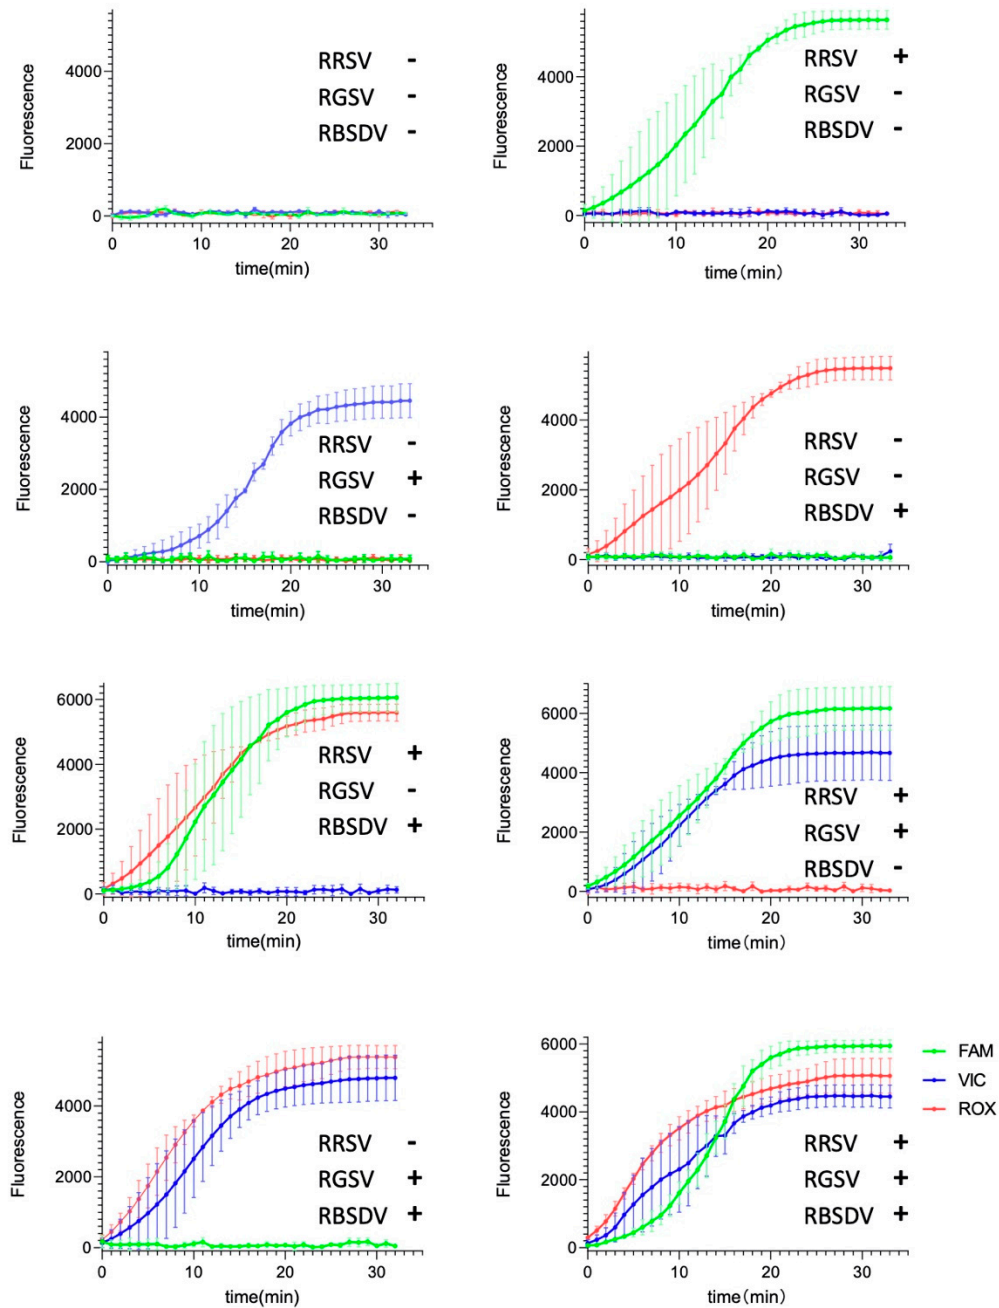 Fluorescence
4000
2000
0
RRSV -
RGSV -
RBSDV -
0 10 20 30
time(min)
Fluorescence
4000
2000
0
RRSV +
RGSV -
RBSDV -
0 10 20 30
time(min)
Fluorescence
4000
2000
0
RRSV -
RGSV +
RBSDV -
0 10 20 30
time(min)
Fluorescence
4000
2000
0
RRSV -
RGSV -
RBSDV +
0 10 20 30
time(min)
Fluorescence
6000
4000
2000
0
RRSV +
RGSV -
RBSDV +
0 10 20 30
time(min)
Fluorescence
6000
4000
2000
0
RRSV +
RGSV +
RBSDV -
0 10 20 30
time(min)
Fluorescence
4000
2000
0
RRSV -
RGSV +
RBSDV +
0 10 20 30
time(min)
Fluorescence
6000
4000
2000
0
RRSV +
RGSV +
RBSDV +
0 10 20 30
time(min)
FAM
VIC
ROX